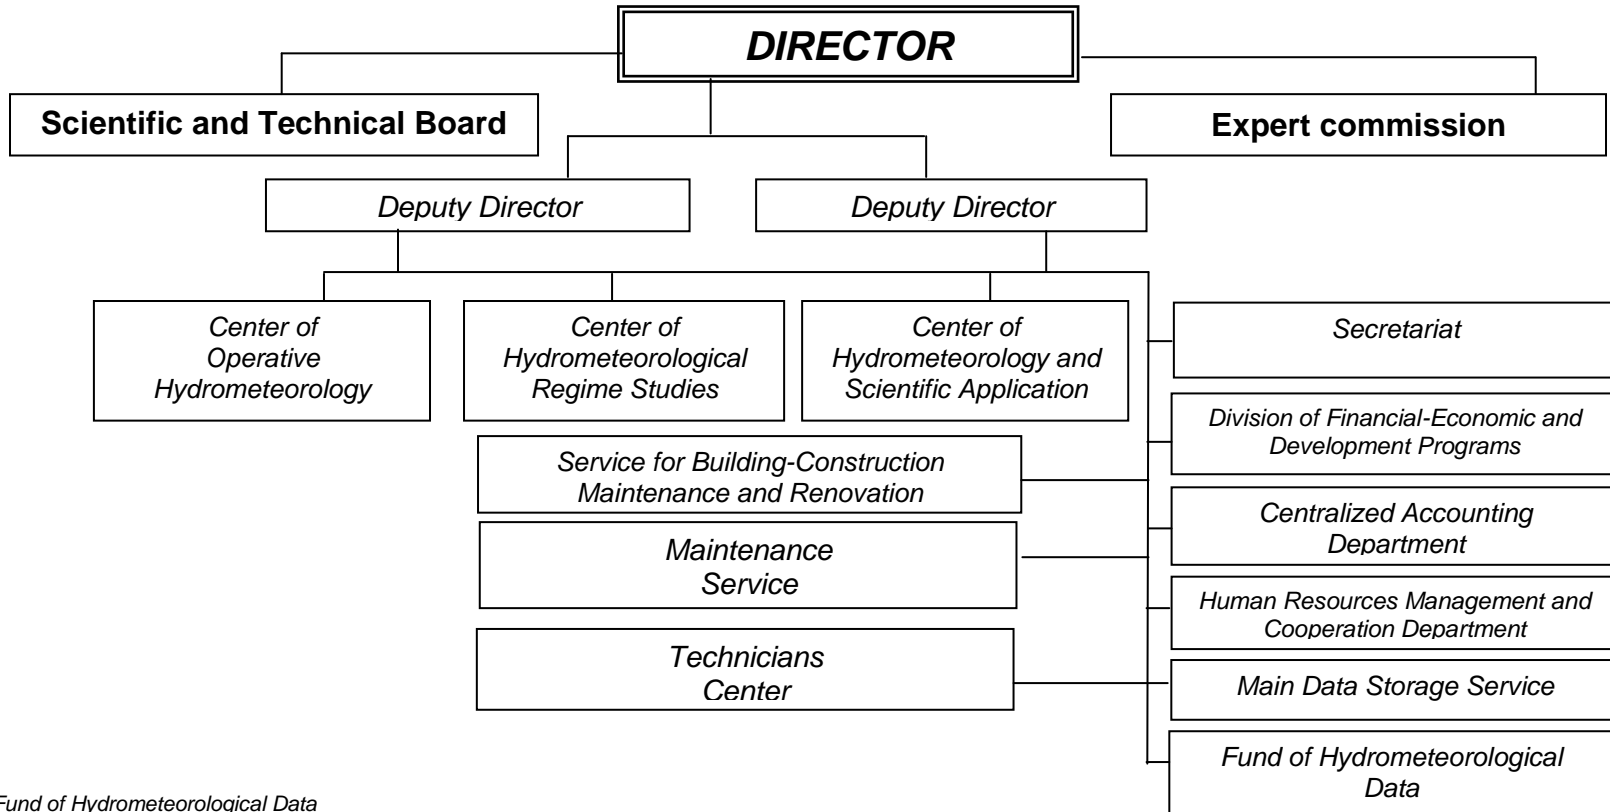 DIRECTOR
Scientific and Technical Board
Expert commission
Deputy Director
Deputy Director
Center of
Operative
Hydrometeorology
Center of
Hydrometeorological
Regime Studies
Center of
Hydrometeorology and
Scientific Application
Secretariat
Division of Financial-Economic and
Development Programs
Service for Building-Construction
Maintenance and Renovation
Centralized Accounting
Department
Maintenance
Service
Human Resources Management and
Cooperation Department
Technicians
Center
Main Data Storage Service
Fund of Hydrometeorological
Data
Fund of Hydrometeorological Data